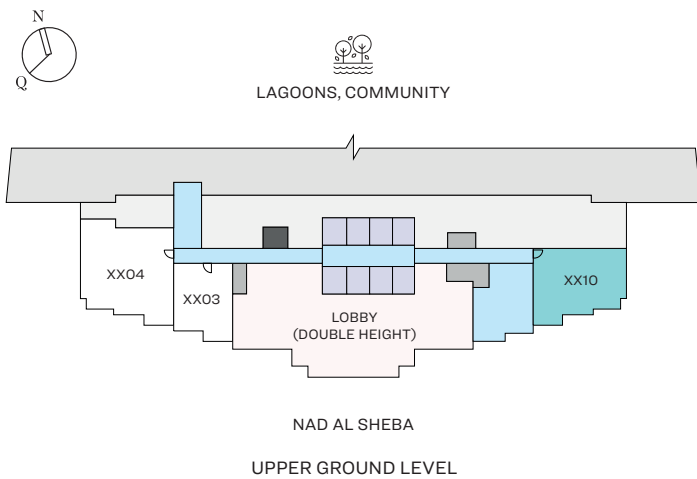 N
Q
LAGOONS, COMMUNITY
XX04
XX03
LOBBY
(DOUBLE HEIGHT)
XX10
NAD AL SHEBA
UPPER GROUND LEVEL